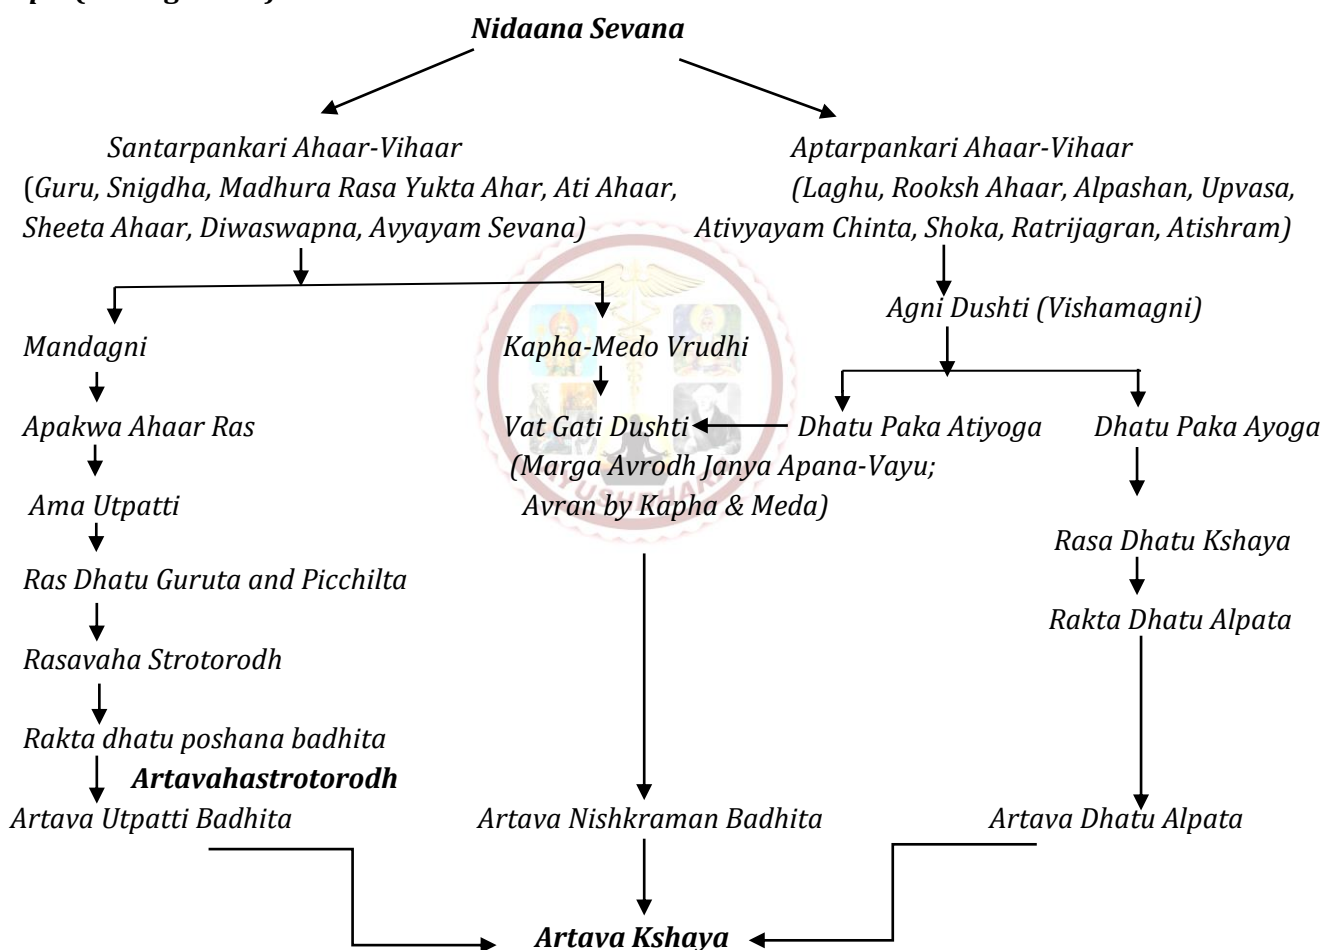 Nidaana Sevana
Santarpankari Ahaar-Vihaar
(Guru, Snigdha, Madhura Rasa Yukta Ahar, Ati Ahaar,
Sheeta Ahaar, Diwaswapna, Avyayam Sevana)
Aptarpankari Ahaar-Vihaar
(Laghu, Rooksh Ahaar, Alpashan, Upvasa,
Ativyayam Chinta, Shoka, Ratrijagran, Atishram)
Agni Dushti (Vishamagni)
Mandagni
Apakwa Ahaar Ras
Ama Utpatti
Ras Dhatu Guruta and Picchilta
Rasavaha Strotorodh
Rakta dhatu poshana badhita
Artavahastrotorodh
Artava Utpatti Badhita
Kapha-Medo Vrudhi
Vat Gati Dushti
(Marga Avrodh Janya Apana-Vayu;
Avran by Kapha & Meda)
Artava Nishkraman Badhita
Dhatu Paka Atiyoga
Dhatu Paka Ayoga
Rasa Dhatu Kshaya
Rakta Dhatu Alpata
Artava Dhatu Alpata
Artava Kshaya